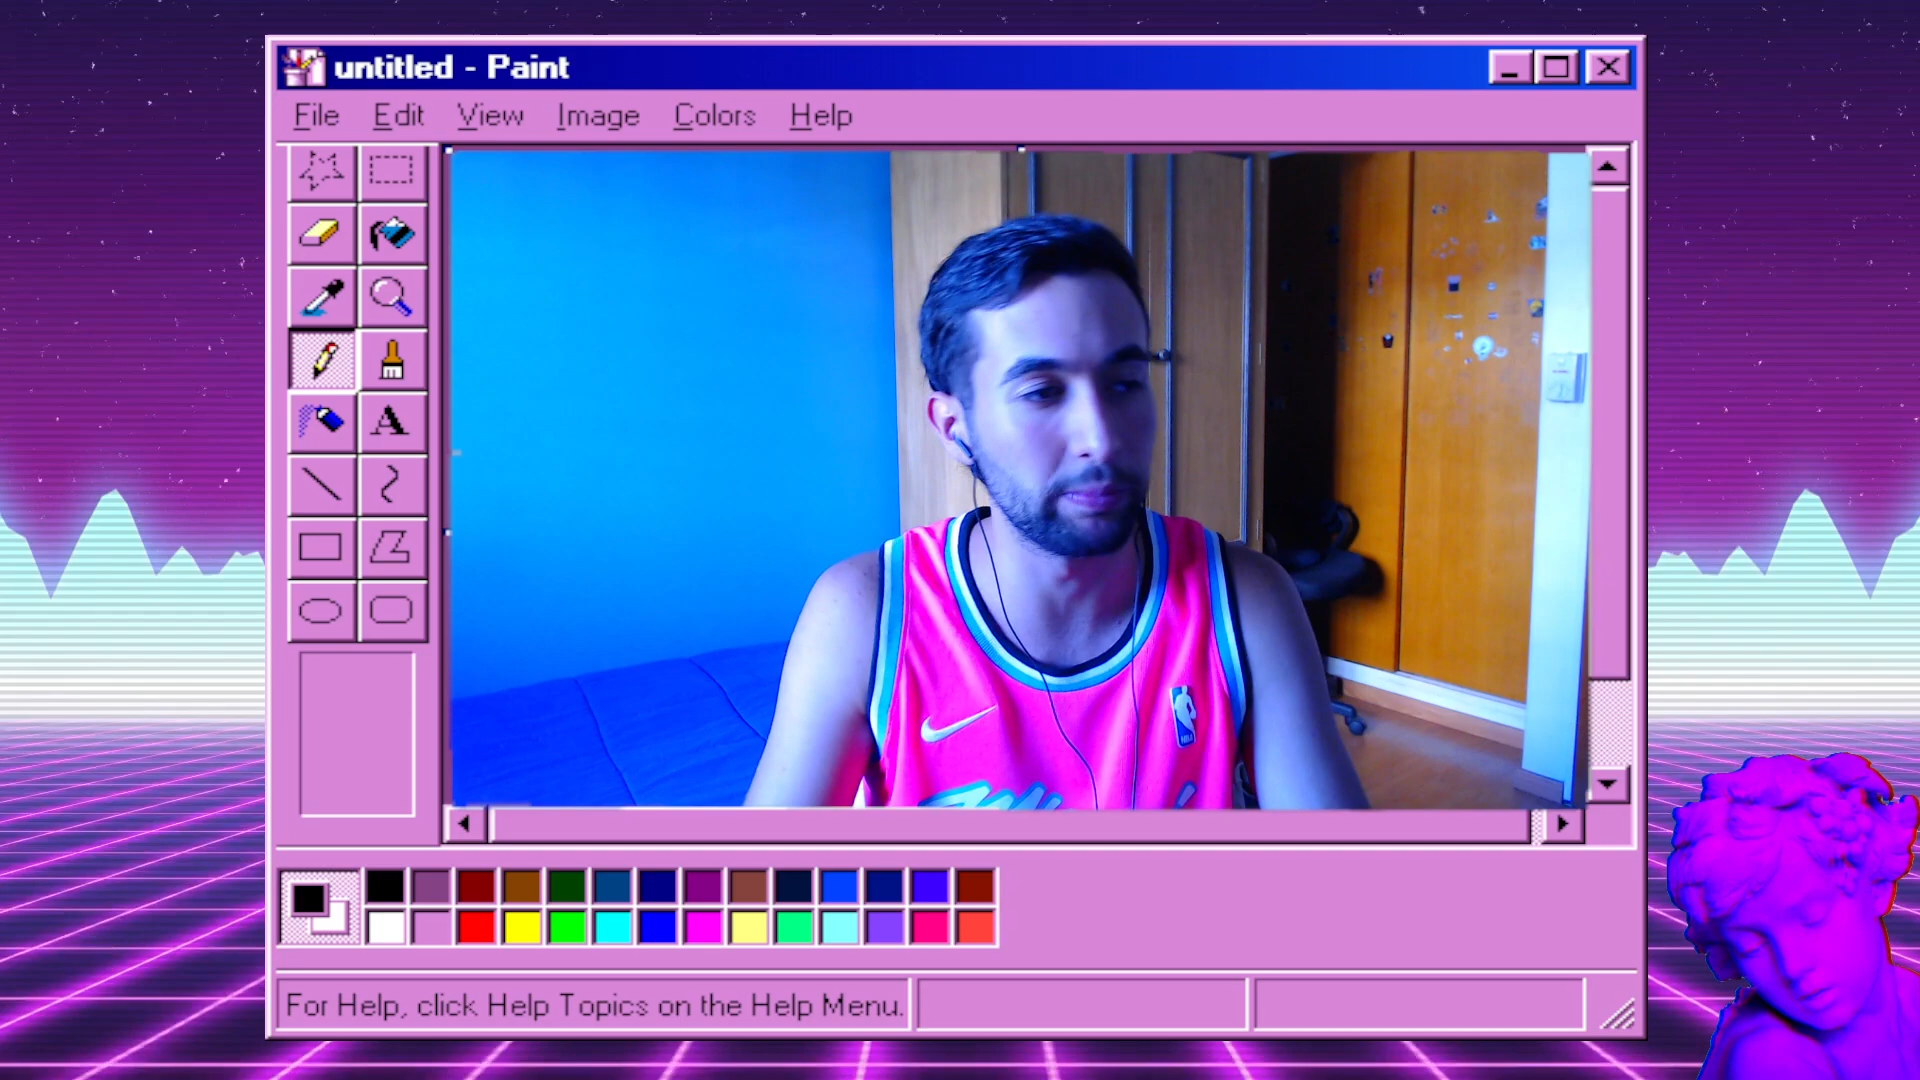 untitled - Paint
File Edit View Image Colors Help
A
For Help, click Help Topics on the Help Menu.